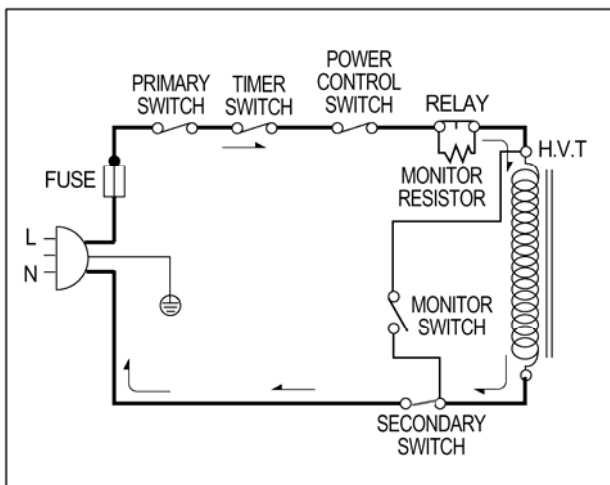 POWER
CONTROL
SWITCH
PRIMARY
SWITCH
TIMER
SWITCH
RELAY
H.V.T
FUSE
MONITOR
RESISTOR
L
N
MONITOR
SWITCH
SECONDARY
SWITCH